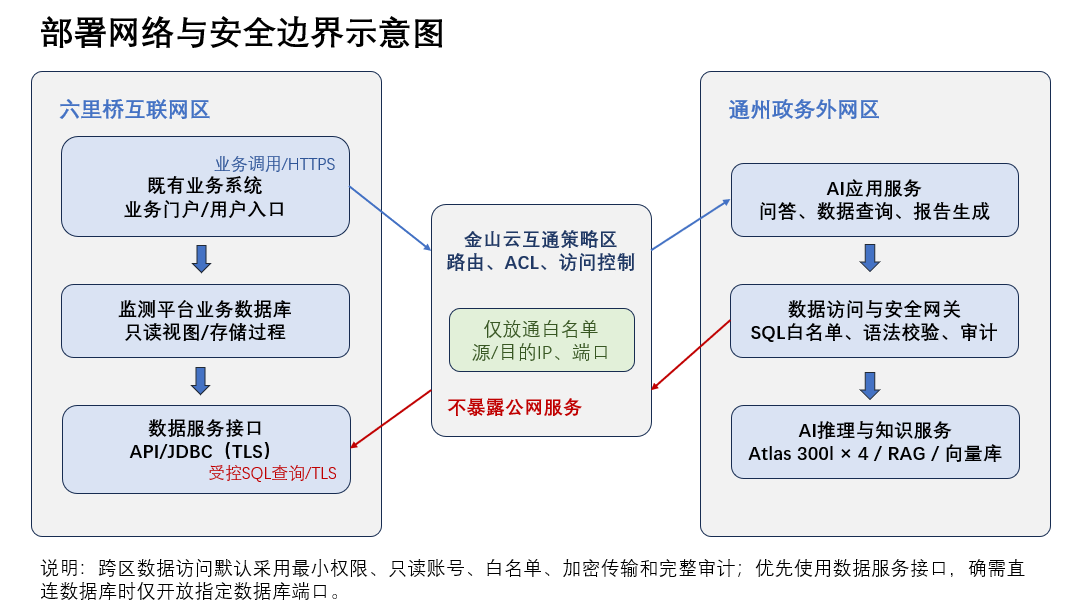 部署网络与安全边界示意图
六里桥互联网区
业务调用/HTTPS
既有业务系统
业务门户/用户入口
监测平台业务数据库
只读视图/存储过程
数据服务接口
API/JDBC（TLS）
受控SQL查询/TLS
金山云互通策略区
路由、ACL、访问控制
仅放通白名单
源/目的IP、端口
不暴露公网服务
通州政务外网区
AI应用服务
问答、数据查询、报告生成
数据访问与安全网关
SQL白名单、语法校验、审计
AI推理与知识服务
Atlas 300I × 4 / RAG / 向量库
说明：跨区数据访问默认采用最小权限、只读账号、白名单、加密传输和完整审计；优先使用数据服务接口，确需直
连数据库时仅开放指定数据库端口。